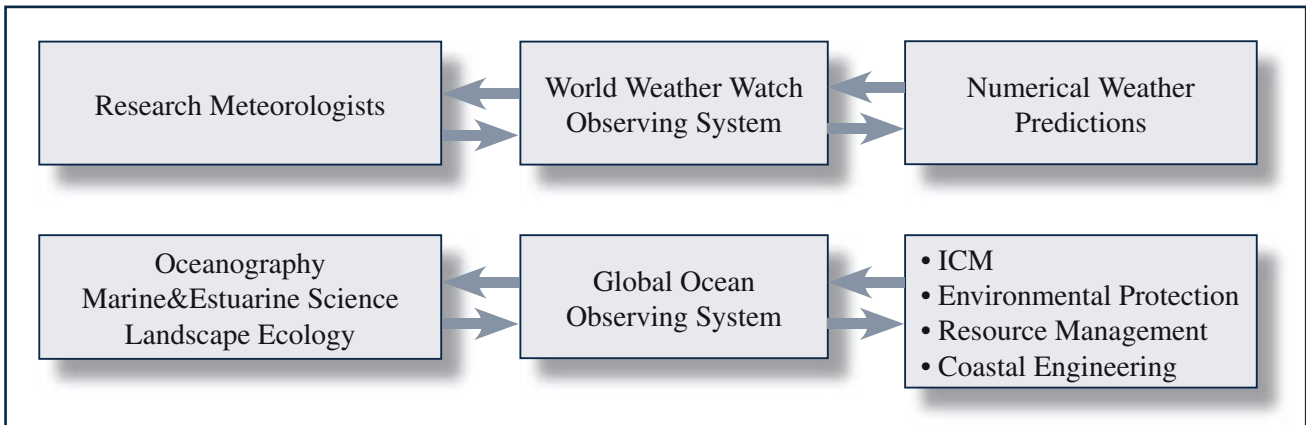 Research Meteorologists
World Weather Watch
Observing System
Numerical Weather
Predictions
Oceanography
Marine&Estuarine Science
Landscape Ecology
Global Ocean
Observing System
• ICM
• Environmental Protection
• Resource Management
• Coastal Engineering